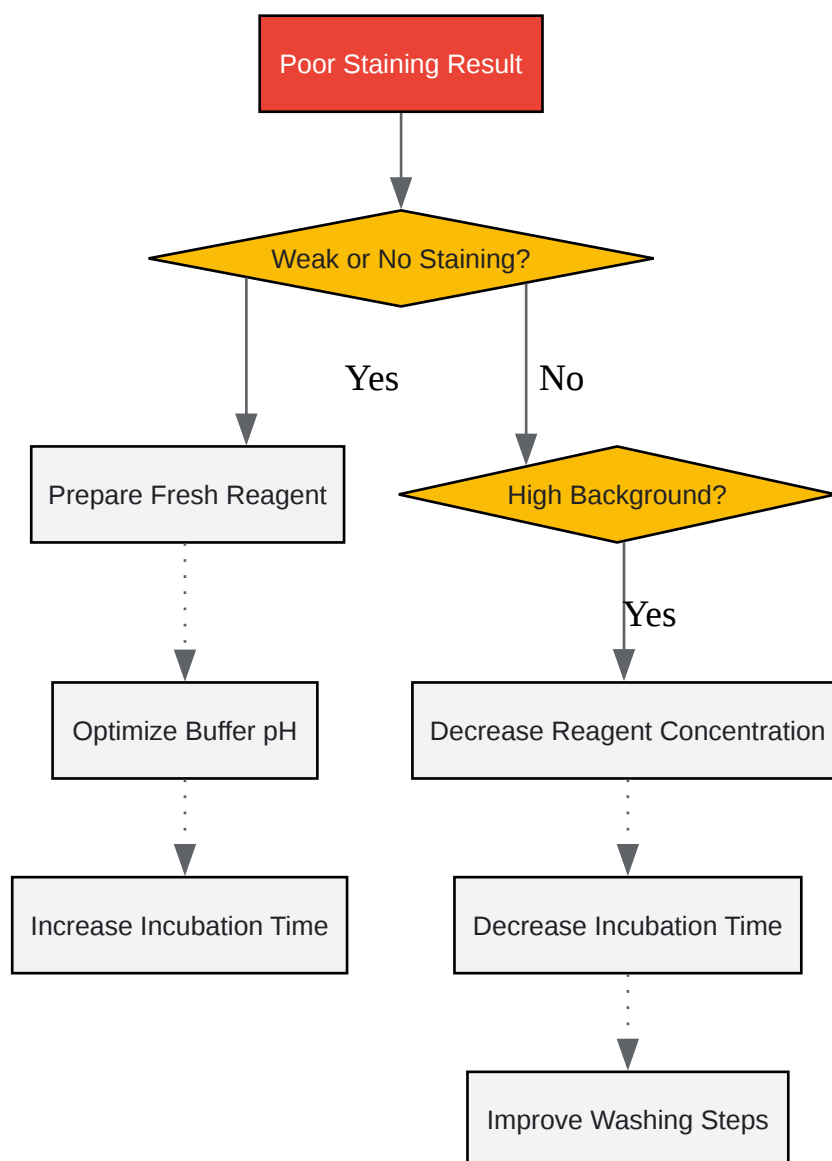 Poor Staining Result
Weak or No Staining?
Yes
No
Prepare Fresh Reagent
High Background?
Yes
Optimize Buffer pH
Decrease Reagent Concentration
Increase Incubation Time
Decrease Incubation Time
Improve Washing Steps